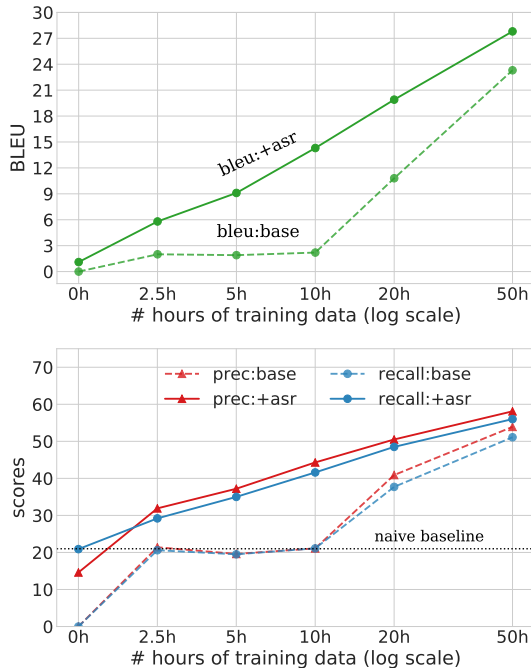 30
27
24
21
18
15
12
9
6
3
0
BLEU
bleu:+asr
bleu:base
0h 2.5h 5h 10h 20h 50h
# hours of training data (log scale)
70
60
50
40
30
20
10
0
scores
prec:base recall:base
prec:+asr recall:+asr
naive baseline
0h 2.5h 5h 10h 20h 50h
# hours of training data (log scale)